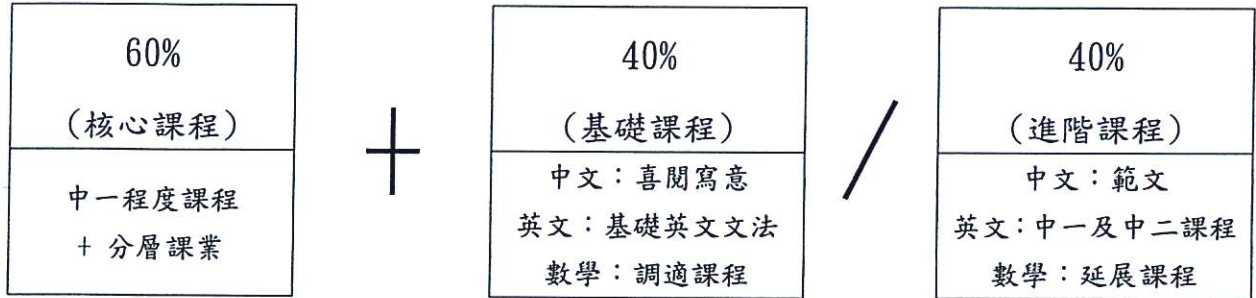 60%
(核心課程)
中一程度課程
+ 分層課業
+
40%
(基礎課程)
中文：喜閱寫意
英文：基礎英文文法
數學：調適課程
/
40%
(進階課程)
中文：範文
英文：中一及中二課程
數學：延展課程